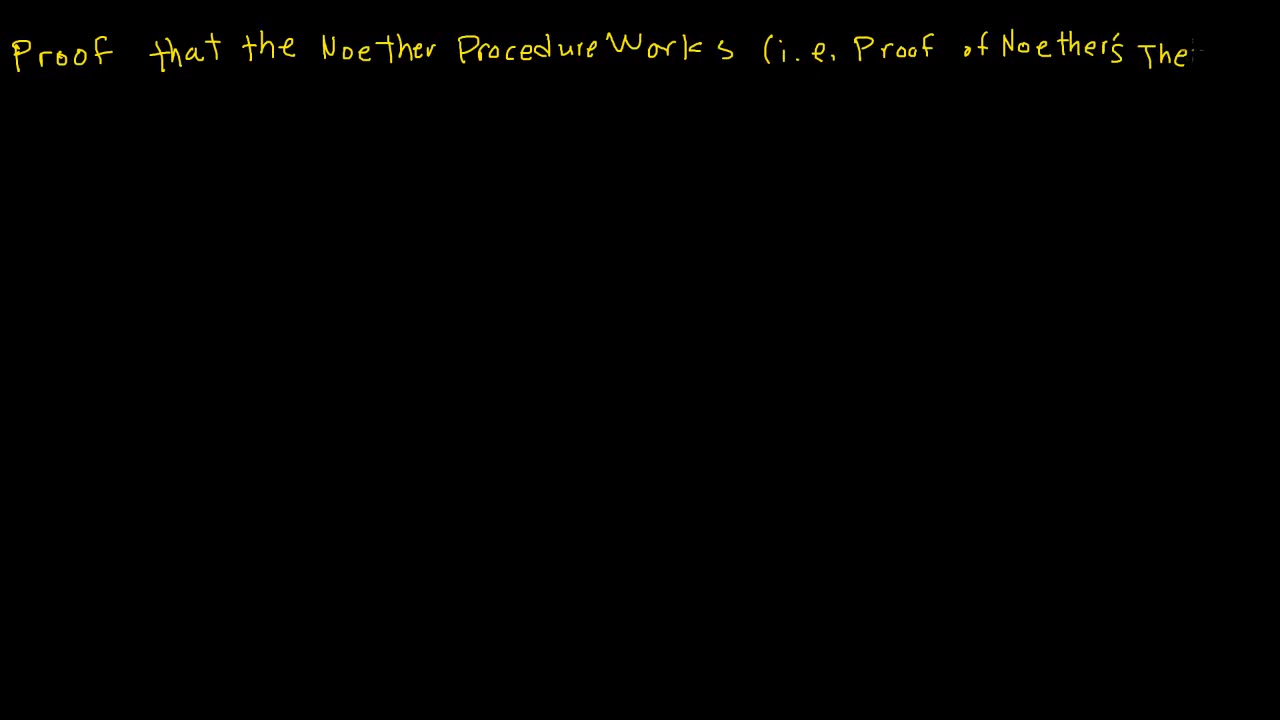 Proof that the Noether Procedure Works (i.e. Proof of Noether's The